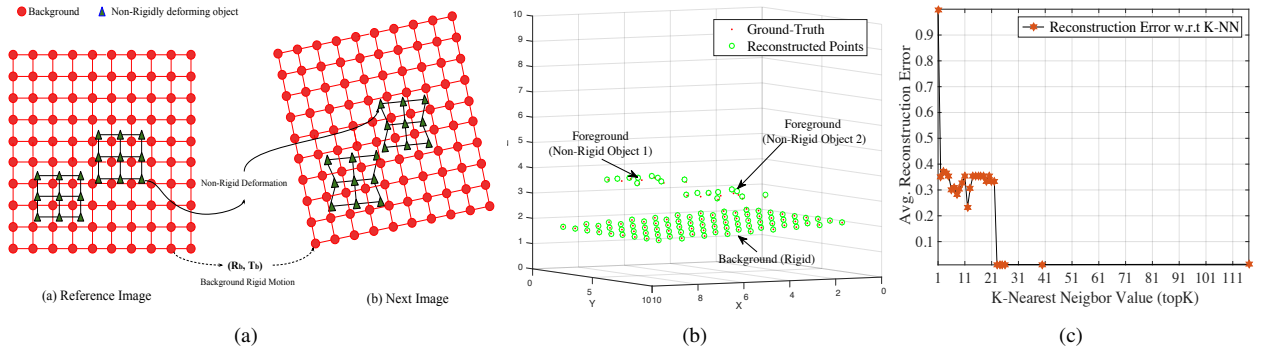 Background
Non-Rigidly deforming object
Non-Rigid Deformation
(Rb, Tb)
Background Rigid Motion
(a) Reference Image
(b) Next Image
(a)
10
9
8
7
6
5
4
3
2
1
0
Ground-Truth
Reconstructed Points
Foreground
(Non-Rigid Object 1)
Foreground
(Non-Rigid Object 2)
Background (Rigid)
0
5
Y
1010
8
6
X
4
2
0
(b)
Reconstruction Error w.r.t K-NN
Avg. Reconstruction Error
0.9
0.8
0.7
0.6
0.5
0.4
0.3
0.2
0.1
1 11 21 31 41 51 61 71 81 91 101 111
K-Nearest Neigbor Value (topK)
(c)